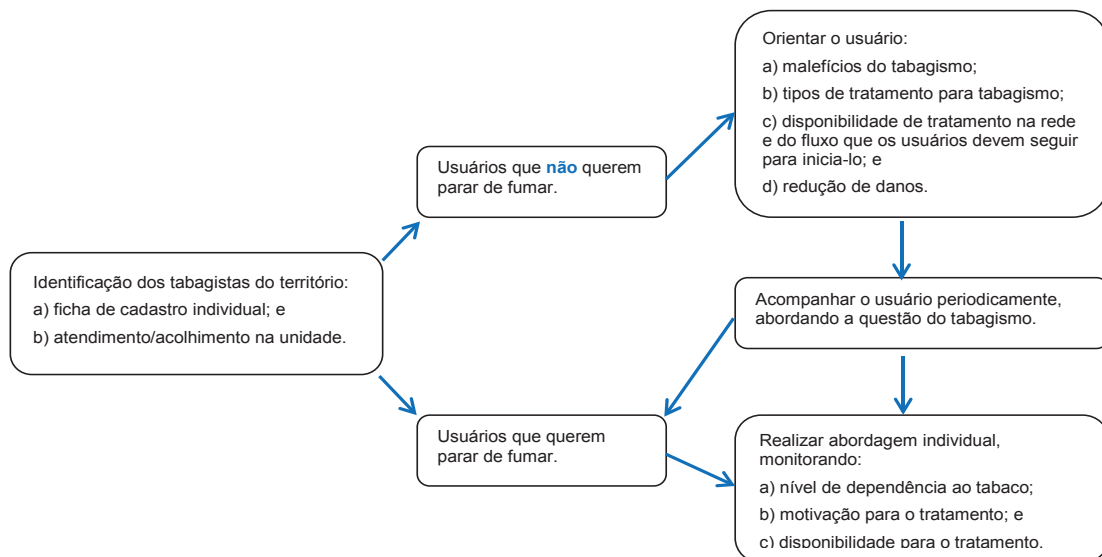 Identificação dos tabagistas do território:
a) ficha de cadastro individual; e
b) atendimento/acolhimento na unidade.
Usuários que não querem
parar de fumar.
Orientar o usuário:
a) malefícios do tabagismo;
b) tipos de tratamento para tabagismo;
c) disponibilidade de tratamento na rede
e do fluxo que os usuários devem seguir
para inicia-lo; e
d) redução de danos.
Acompanhar o usuário periodicamente,
abordando a questão do tabagismo.
Usuários que querem
parar de fumar.
Realizar abordagem individual,
monitorando:
a) nível de dependência ao tabaco;
b) motivação para o tratamento; e
c) disponibilidade para o tratamento.